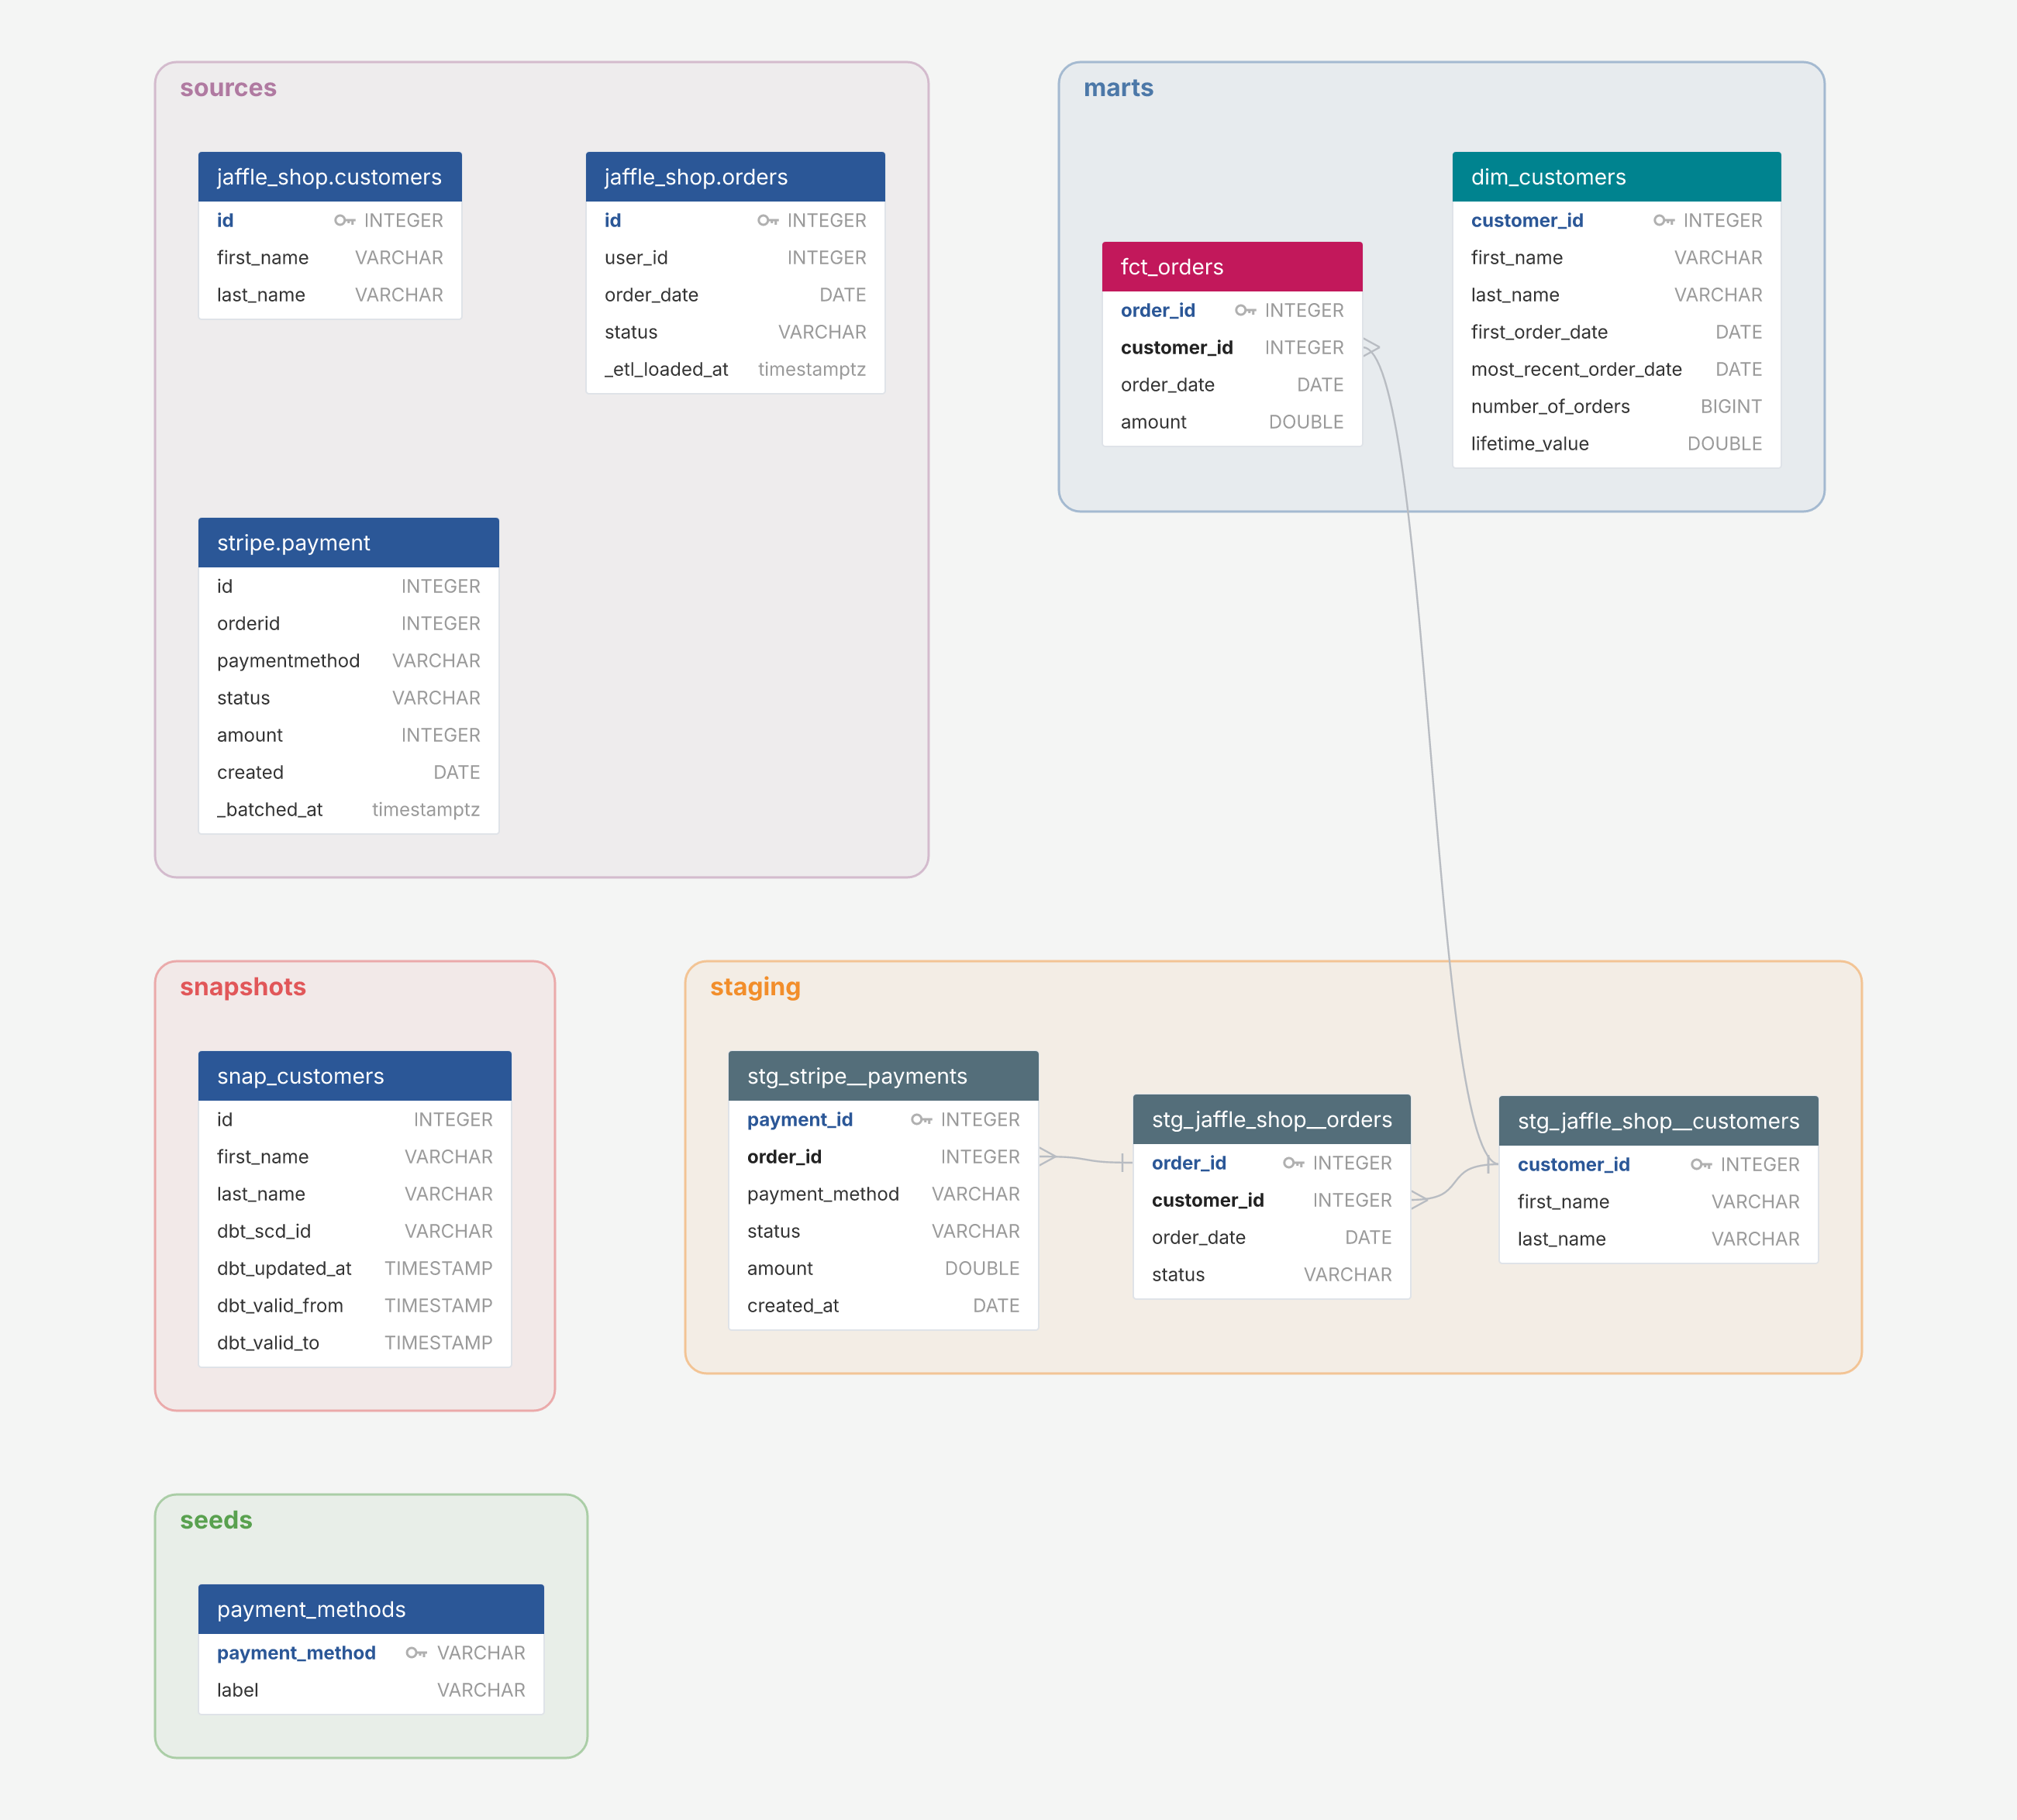 sources
jaffle_shop.customers
id INTEGER
first_name VARCHAR
last_name VARCHAR
jaffle_shop.orders
id INTEGER
user_id INTEGER
order_date DATE
status VARCHAR
_etl_loaded_at timestamptz
stripe.payment
id INTEGER
orderid INTEGER
paymentmethod VARCHAR
status VARCHAR
amount INTEGER
created DATE
_batched_at timestamptz
marts
fct_orders
order_id INTEGER
customer_id INTEGER
order_date DATE
amount DOUBLE
dim_customers
customer_id INTEGER
first_name VARCHAR
last_name VARCHAR
first_order_date DATE
most_recent_order_date DATE
number_of_orders BIGINT
lifetime_value DOUBLE
snapshots
snap_customers
id INTEGER
first_name VARCHAR
last_name VARCHAR
dbt_scd_id VARCHAR
dbt_updated_at TIMESTAMP
dbt_valid_from TIMESTAMP
dbt_valid_to TIMESTAMP
staging
stg_stripe__payments
payment_id INTEGER
order_id INTEGER
payment_method VARCHAR
status VARCHAR
amount DOUBLE
created_at DATE
stg_jaffle_shop__orders
order_id INTEGER
customer_id INTEGER
order_date DATE
status VARCHAR
stg_jaffle_shop__customers
customer_id INTEGER
first_name VARCHAR
last_name VARCHAR
seeds
payment_methods
payment_method VARCHAR
label VARCHAR